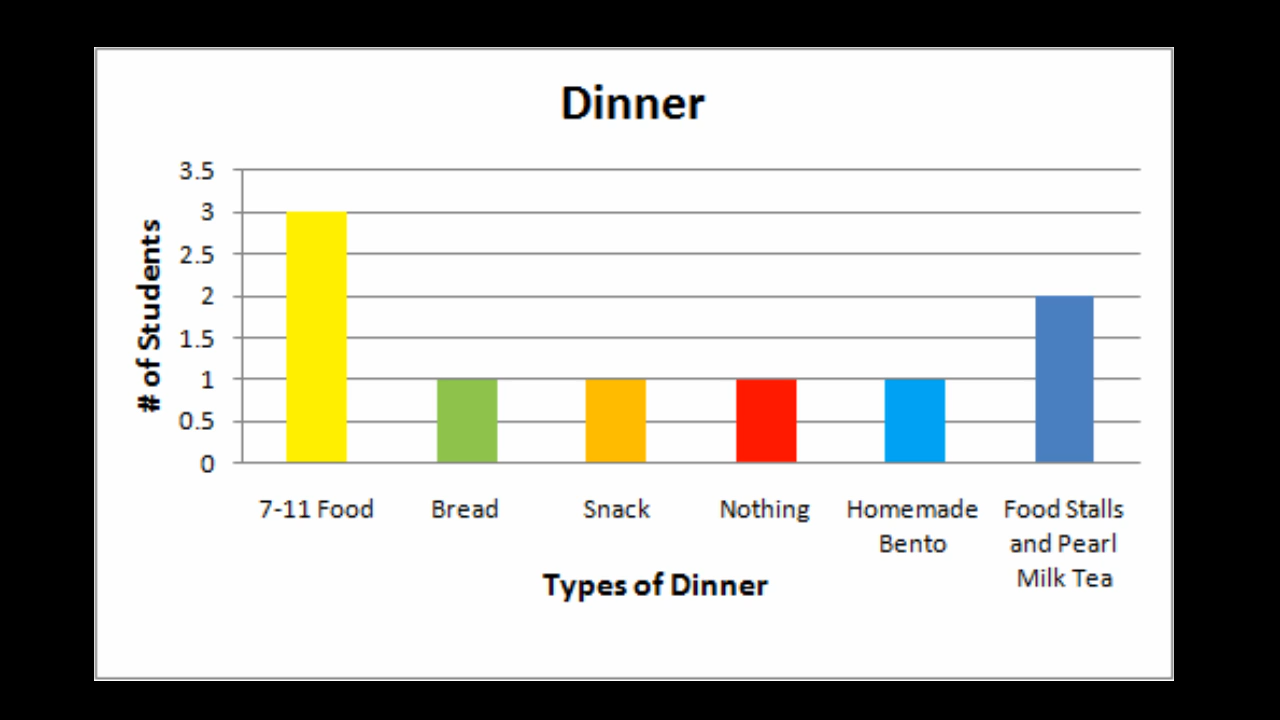 Dinner
3.5
3
2.5
2
1.5
1
0.5
0
# of Students
7-11 Food
Bread
Snack
Nothing
Homemade
Bento
Food Stalls
and Pearl
Milk Tea
Types of Dinner